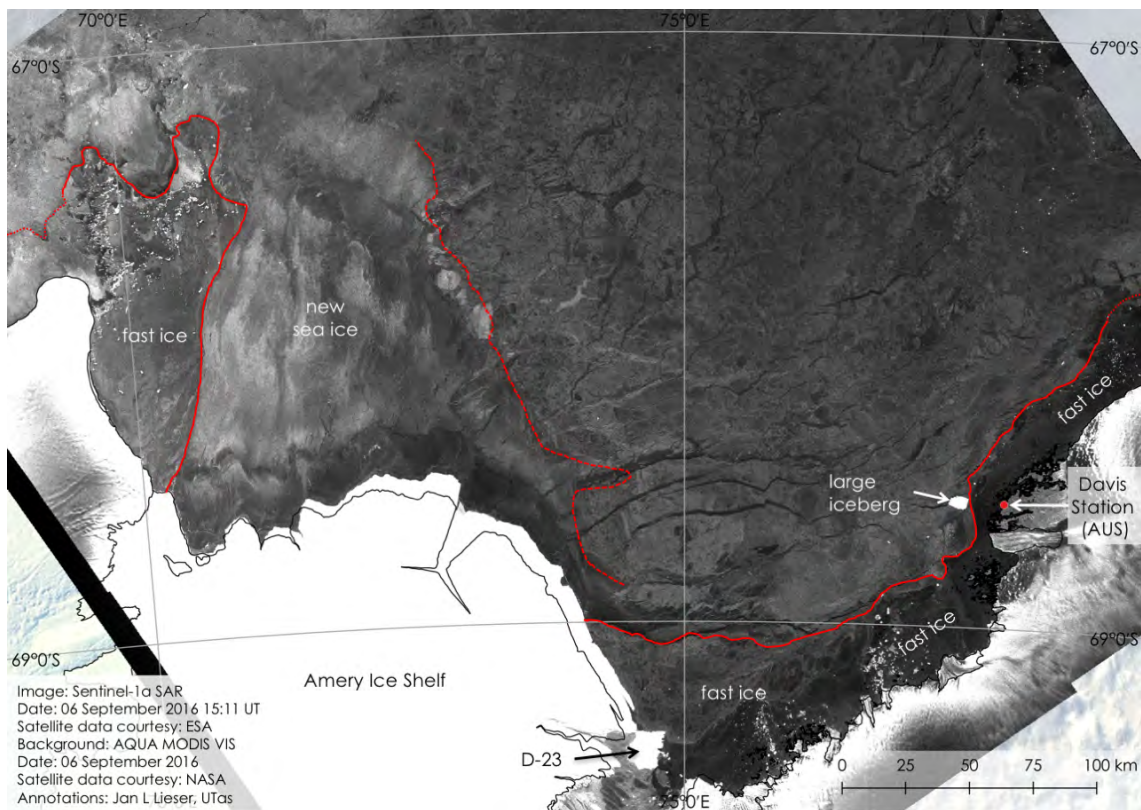 70°0'E
75°0'E
67°0'S
67°0'S
fast ice
new
sea ice
fast ice
large
iceberg
Davis
Station
(AUS)
69°0'S
69°0'S
fast ice
Amery Ice Shelf
fast ice
D-23
75°0'E
0 25 50 75 100 km
Image: Sentinel-1a SAR
Date: 06 September 2016 15:11 UT
Satellite data courtesy: ESA
Background: AQUA MODIS VIS
Date: 06 September 2016
Satellite data courtesy: NASA
Annotations: Jan L Lieser, UTas